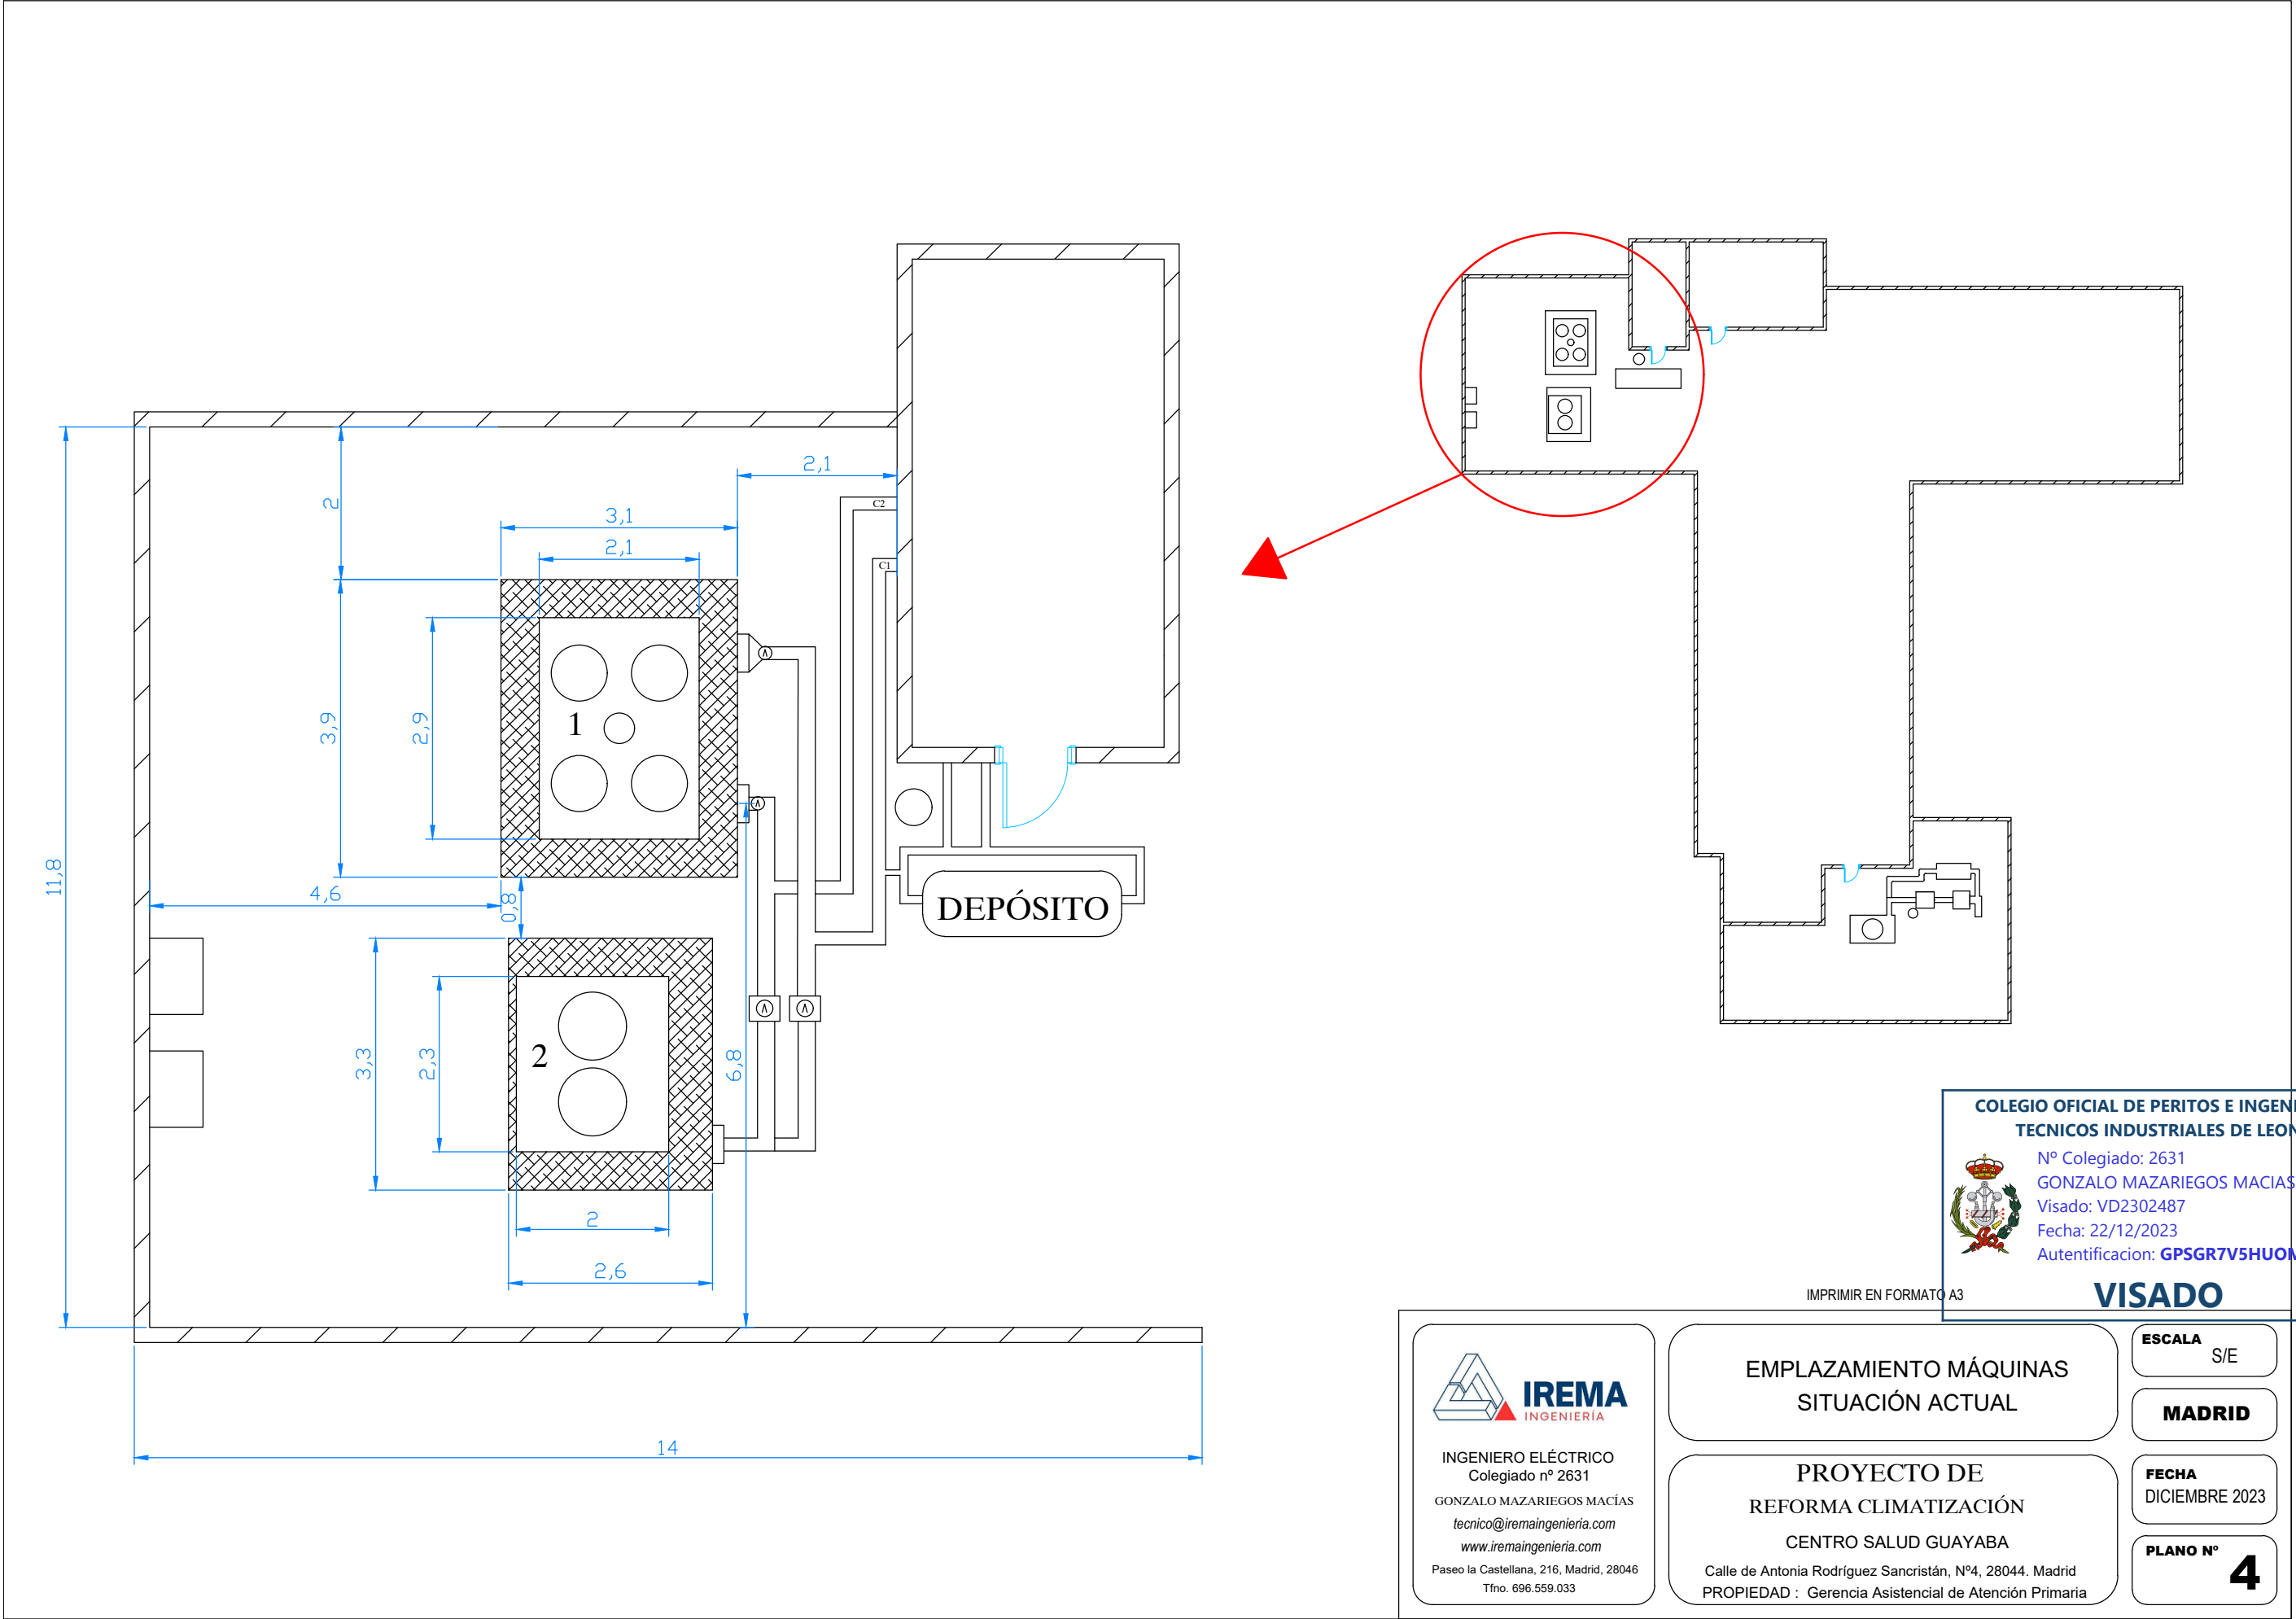 2,1
C2
2
3,1
2,1
C1
3,9
2,9
1
11,8
4,6
0,8
DEPÓSITO
3,3
2,3
2
6,8
2
2,6
14
COLEGIO OFICIAL DE PERITOS E INGENI
TECNICOS INDUSTRIALES DE LEON
Nº Colegiado: 2631
GONZALO MAZARIEGOS MACIAS
Visado: VD2302487
Fecha: 22/12/2023
Autentificacion: GPSGR7V5HUOM
VISADO
IMPRIMIR EN FORMATO A3
IREMA
INGENIERÍA
INGENIERO ELÉCTRICO
Colegiado nº 2631
GONZALO MAZARIEGOS MACÍAS
tecnico@iremaingenieria.com
www.iremaingenieria.com
Paseo la Castellana, 216, Madrid, 28046
Tfno. 696.559.033
EMPLAZAMIENTO MÁQUINAS
SITUACIÓN ACTUAL
PROYECTO DE
REFORMA CLIMATIZACIÓN
CENTRO SALUD GUAYABA
Calle de Antonia Rodríguez Sancristán, Nº4, 28044. Madrid
PROPIEDAD : Gerencia Asistencial de Atención Primaria
ESCALA
S/E
MADRID
FECHA
DICIEMBRE 2023
PLANO Nº
4